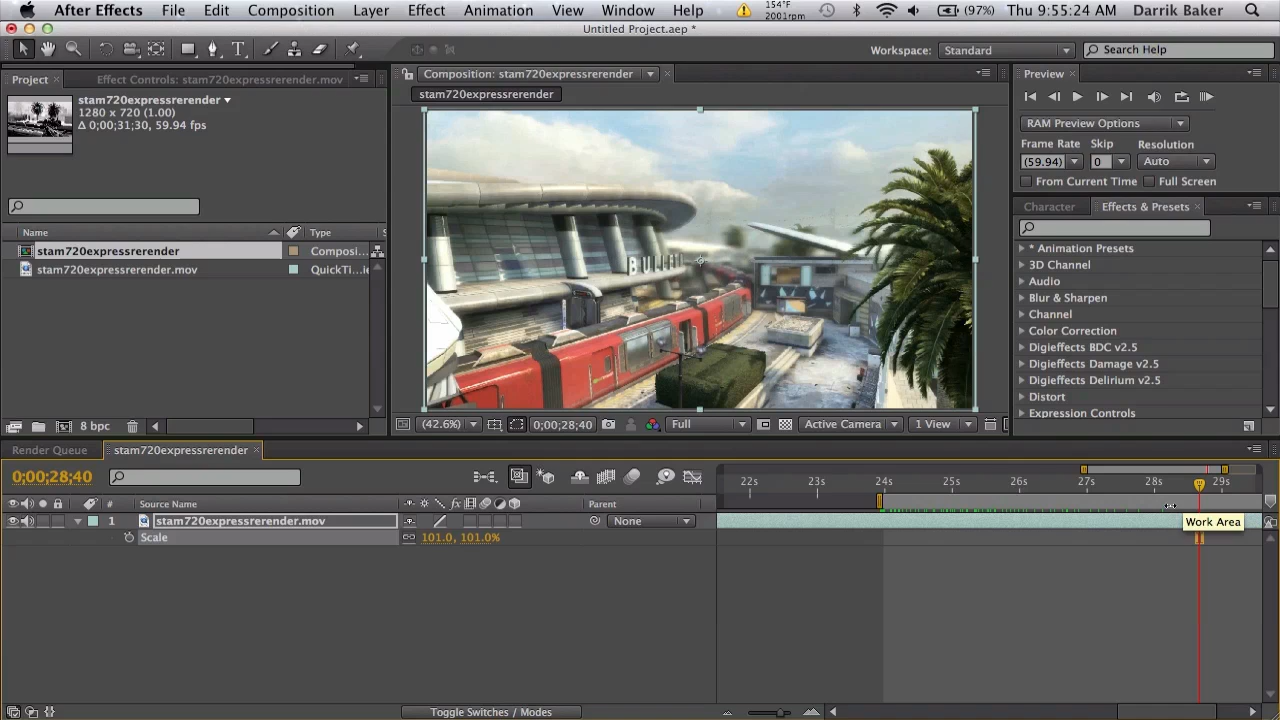 After Effects File Edit Composition Layer Effect Animation View Window Help 154°F 2001rpm (97%) Thu 9:55:24 AM Darrik Baker
Untitled Project.aep *
Workspace: Standard Search Help
Project × Effect Controls: stam720expressrerender.mov
stam720expressrerender
1280 x 720 (1.00)
Δ 0;00;31;30, 59.94 fps
Name Type S
stam720expressrerender Composi...
stam720expressrerender.mov QuickTi...ie
8 bpc
Composition: stam720expressrerender ×
stam720expressrerender
(42.6%) 0;00;28;40 Full Active Camera 1 View
Preview ×
RAM Preview Options
Frame Rate Skip Resolution
(59.94) 0 Auto
From Current Time Full Screen
Character Effects & Presets ×
* Animation Presets
3D Channel
Audio
Blur & Sharpen
Channel
Color Correction
Digieffects BDC v2.5
Digieffects Damage v2.5
Digieffects Delirium v2.5
Distort
Expression Controls
Render Queue stam720expressrerender ×
0;00;28;40
22s 23s 24s 25s 26s 27s 28s 29s
# Source Name fx Parent
1 stam720expressrerender.mov None
Work Area
Scale 101.0, 101.0%
Toggle Switches / Modes